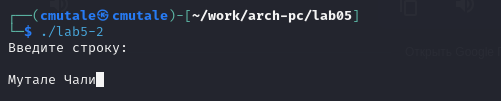 ┌──(cmutale㉿cmutale)-[~/work/arch-pc/lab05]
└─$ ./lab5-2
Введите строку:
Мутале Чали